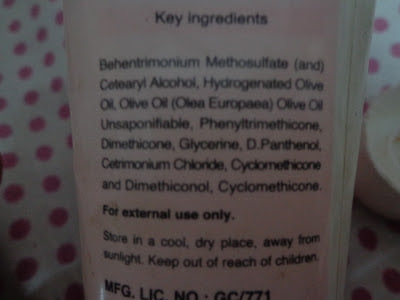 Key ingredients
Behentrimonium Methosulfate (and)
Cetearyl Alcohol, Hydrogenated Olive
Oil, Olive Oil (Olea Europaea) Olive Oil
Unsaponifiable, Phenyltrimethicone,
Dimethicone, Glycerine, D.Panthenol,
Cetrimonium Chloride, Cyclomethicone
and Dimethiconol, Cyclomethicone.
For external use only.
Store in a cool, dry place, away from
sunlight. Keep out of reach of children.
MFG. LIC. NO.: GC/771